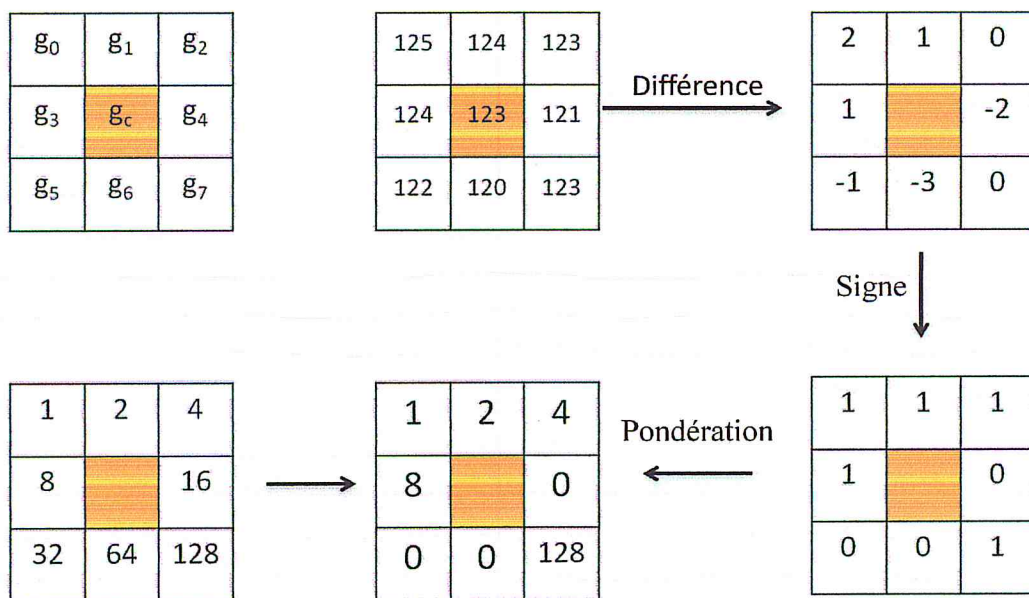 g₀ g₁ g₂
g₃ g꜀ g₄
g₅ g₆ g₇
125 124 123
124 123 121
122 120 123
Différence
2 1 0
1 -2
-1 -3 0
Signe
1 2 4
8 16
32 64 128
1 2 4
8 0
0 0 128
Pondération
1 1 1
1 0
0 0 1